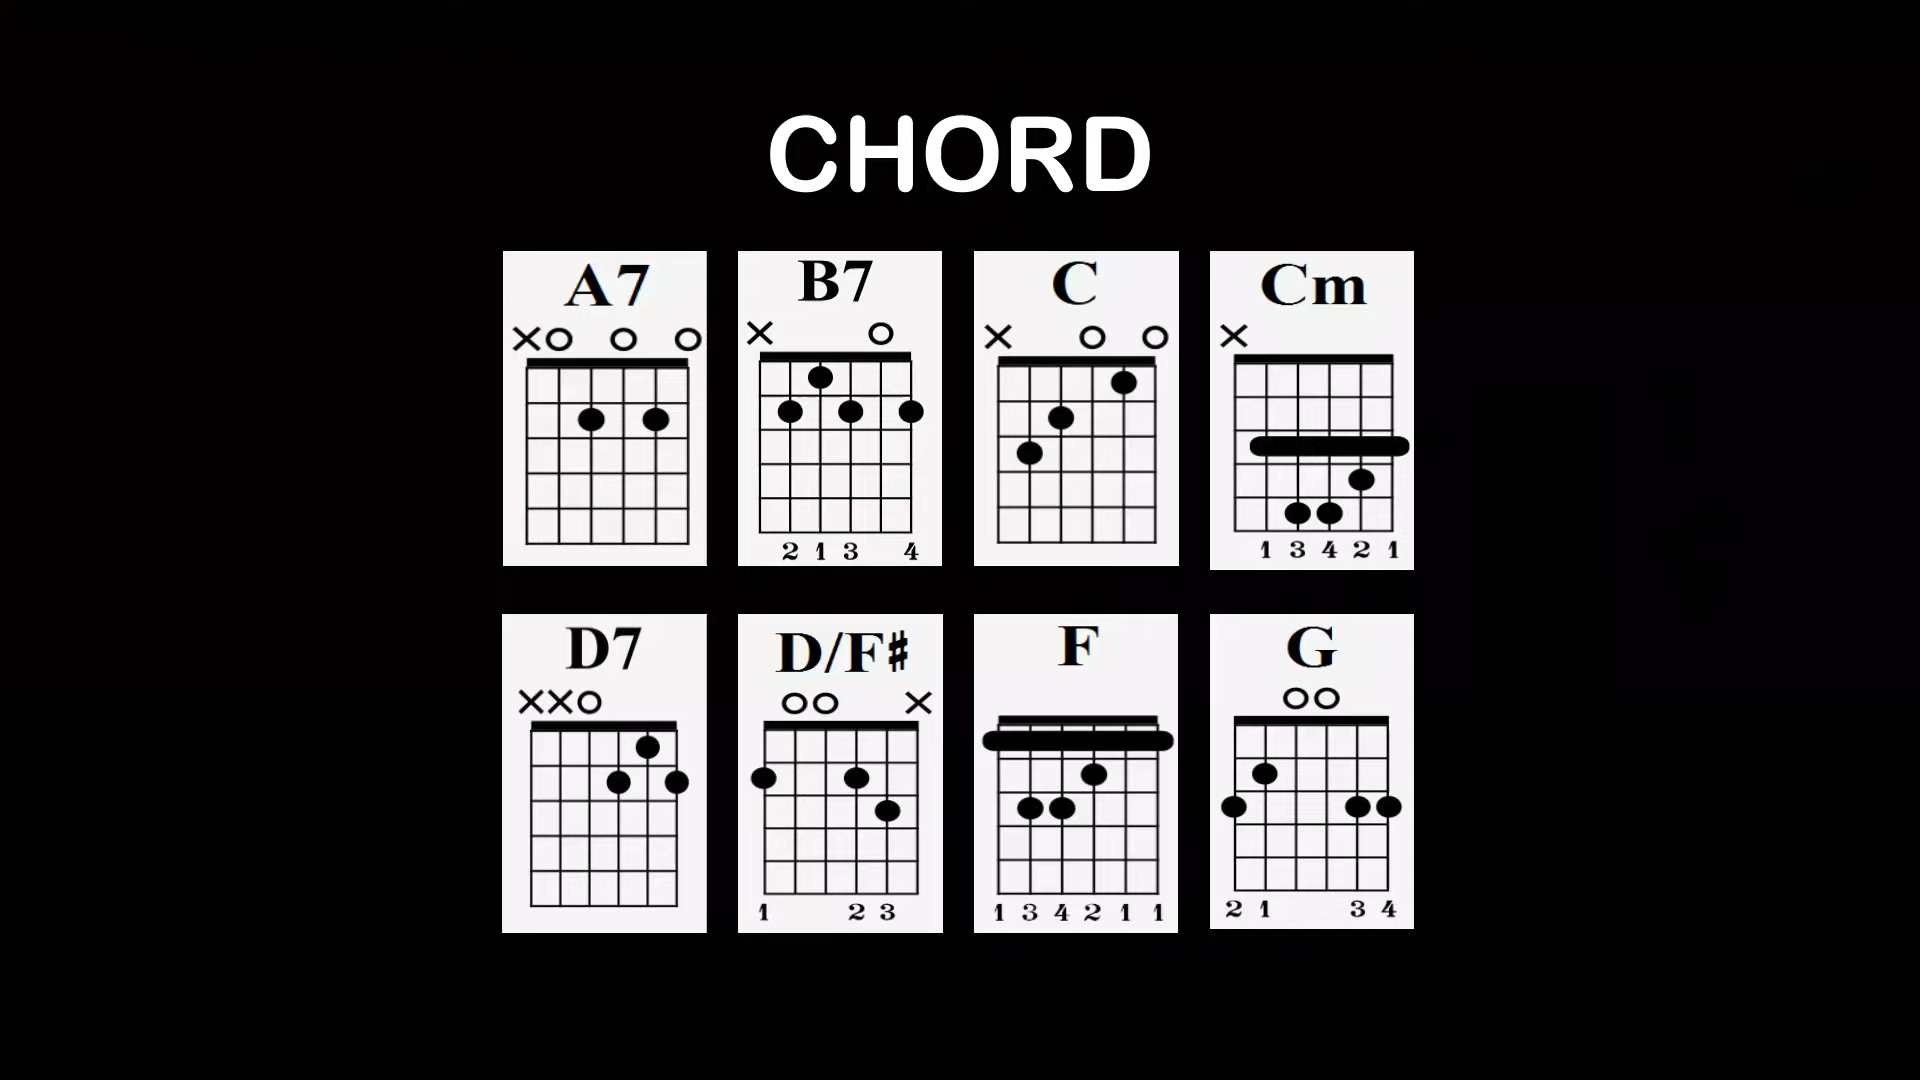 CHORD
A7 B7 C Cm
2 1 3 4
1 3 4 2 1
D7 D/F♯ F G
1 2 3
1 3 4 2 1 1
2 1 3 4